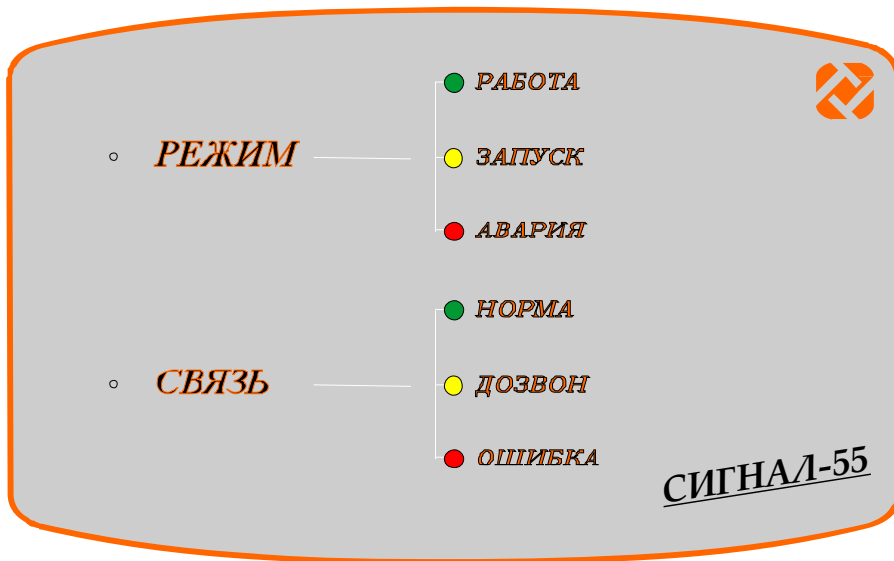 РАБОТА
РЕЖИМ
ЗАПУСК
АВАРИЯ
НОРМА
СВЯЗЬ
ДОЗВОН
ОШИБКА
СИГНАЛ-55